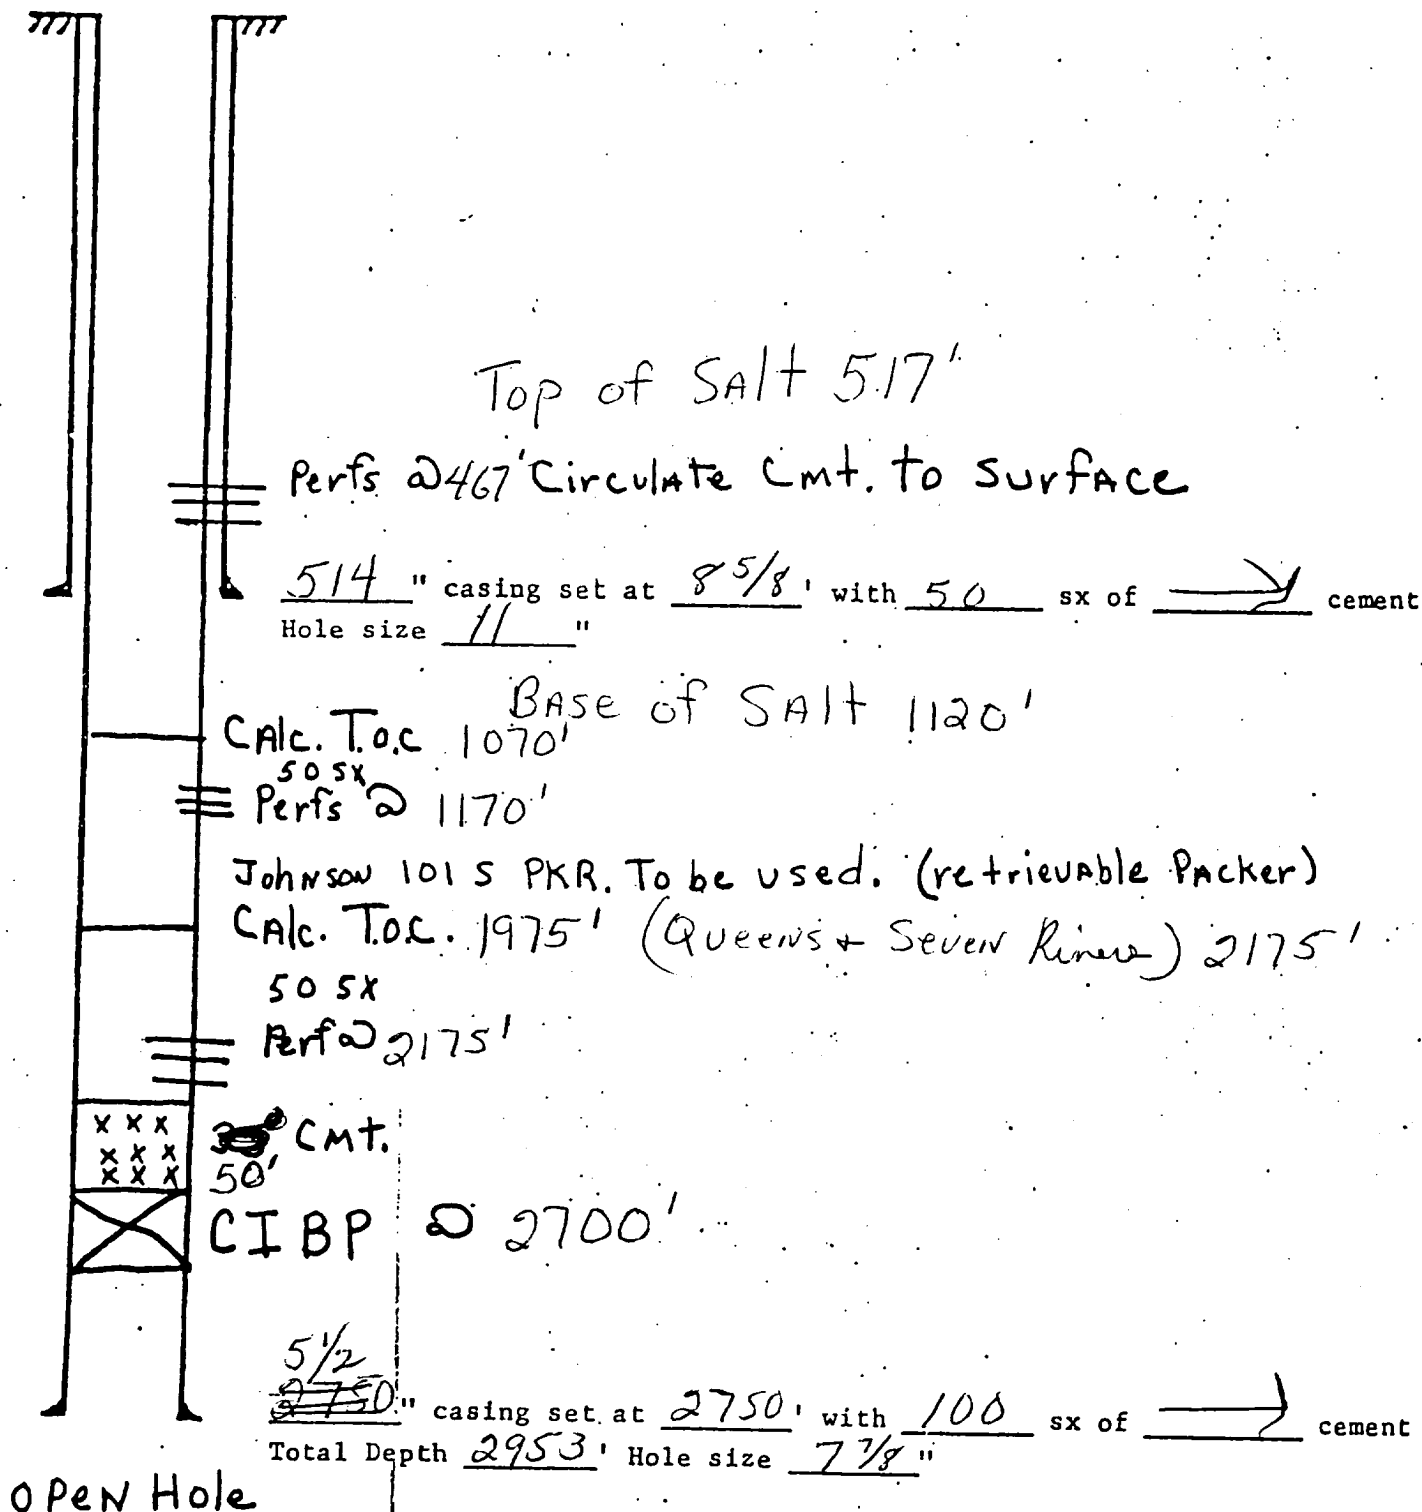 Top of SAlt 517'
Perfs @ 467' Circulate Cmt. to Surface
514 " casing set at 8 5/8 ' with 50 sx of cement
Hole size 11 "
BAse of SAlt 1120'
CAlc. T.O.C 1070'
50 sx
Perfs @ 1170'
Johnson 101 S PKR. To be used. (retrievable Packer)
CAlc. T.O.C. 1975' (Queens + Seven Rivers) 2175'
50 sx
Perf @ 2175'
x x x
x x x
x x x
Cmt.
50'
CIBP @ 2700'
5 1/2
2750 " casing set at 2750 ' with 100 sx of cement
Total Depth 2953 ' Hole size 7 7/8 "
OPEN Hole